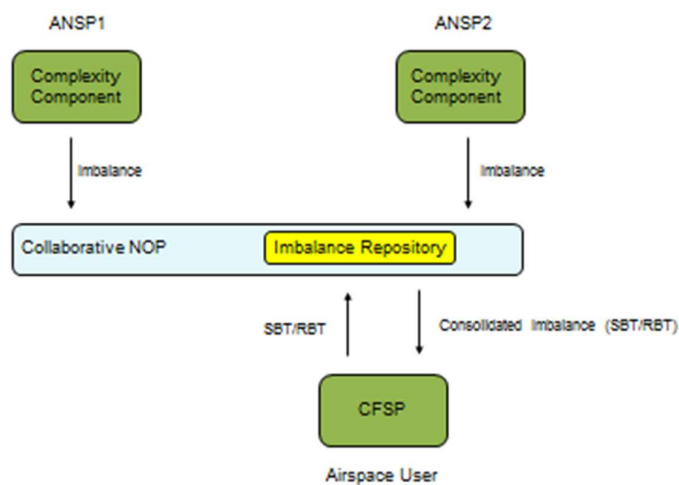 ANSP1
ANSP2
Complexity
Component
Complexity
Component
Imbalance
Imbalance
Collaborative NOP
Imbalance Repository
SBT/RBT
Consolidated Imbalance (SBT/RBT)
CFSP
Airspace User